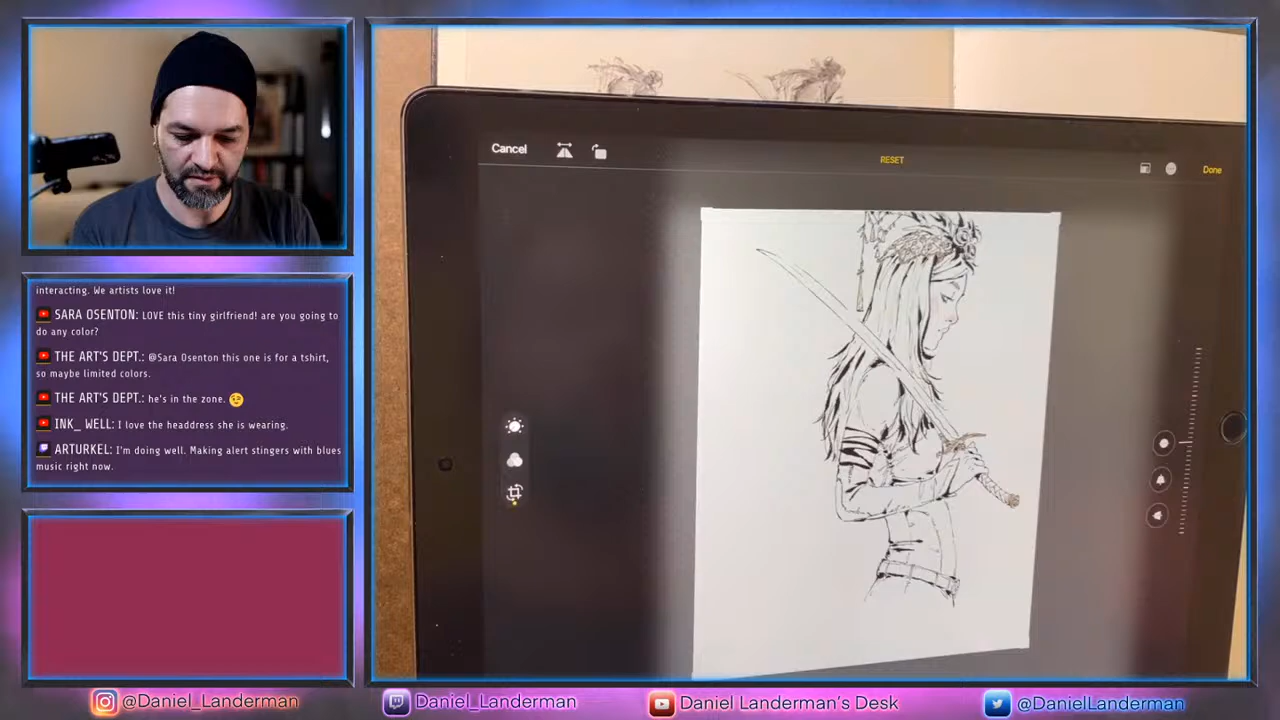 interacting. We artists love it!
SARA OSENTON: LOVE this tiny girlfriend! are you going to
do any color?
THE ART'S DEPT.: @Sara Osenton this one is for a tshirt,
so maybe limited colors.
THE ART'S DEPT.: he's in the zone. 😉
INK_ WELL: I love the headdress she is wearing.
ARTURKEL: I'm doing well. Making alert stingers with blues
music right now.
Cancel
RESET
Done
@Daniel_Landerman
Daniel_Landerman
Daniel Landerman's Desk
@DanielLanderman